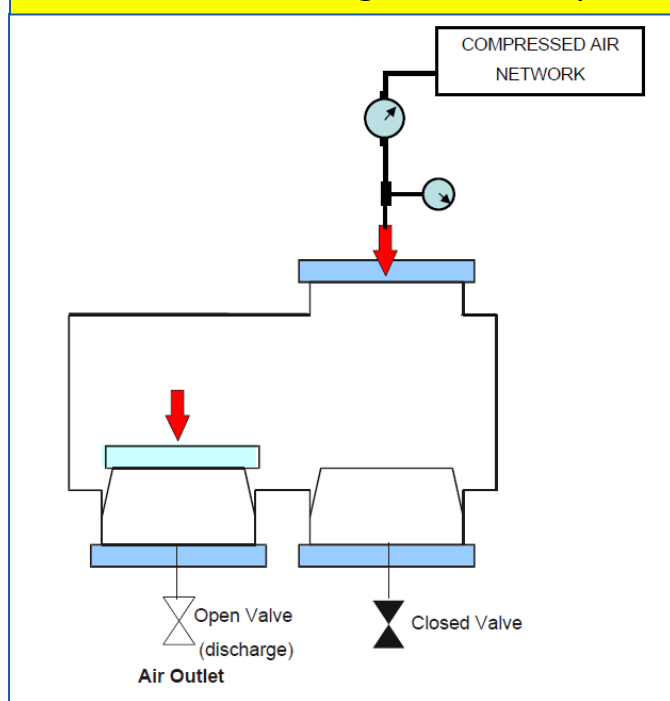 COMPRESSED AIR
NETWORK
Open Valve
(discharge)
Air Outlet
Closed Valve